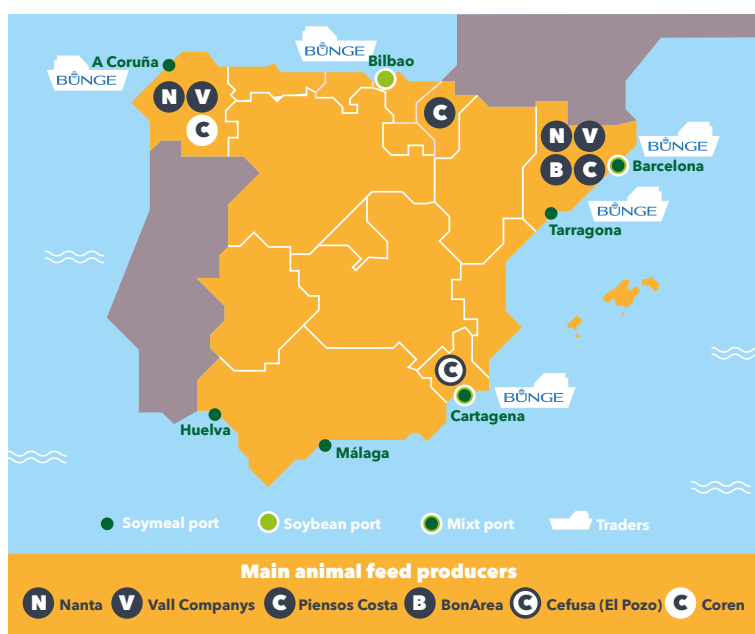 BUNGE
A Coruña
BUNGE
Bilbao
N V
C
C
N V
B C
BUNGE
Barcelona
BUNGE
Tarragona
C
BUNGE
Cartagena
Huelva
Málaga
Soymeal port
Soybean port
Mixt port
Traders
Main animal feed producers
N Nanta
V Vall Companys
C Piensos Costa
B BonArea
C Cefusa (El Pozo)
C Coren